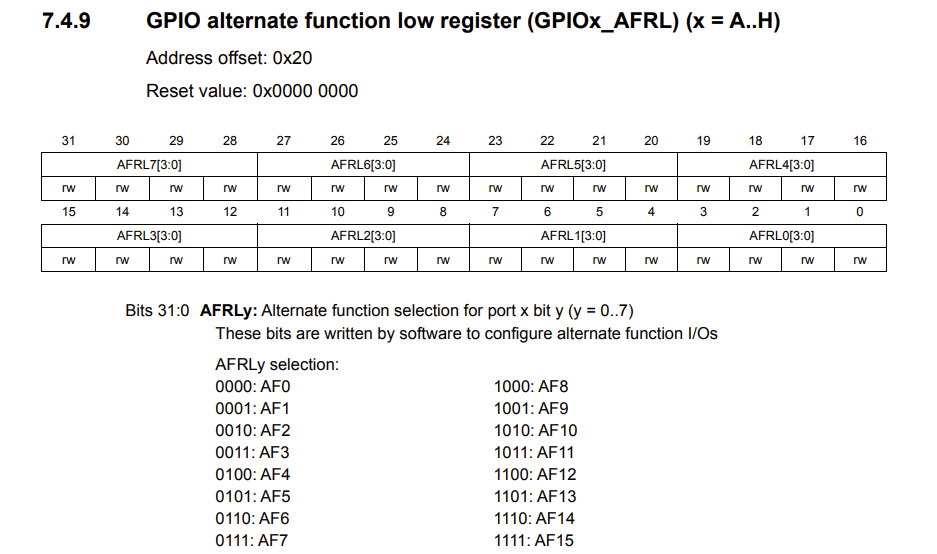 7.4.9 GPIO alternate function low register (GPIOx_AFRL) (x = A..H)
Address offset: 0x20
Reset value: 0x0000 0000
31 30 29 28 27 26 25 24 23 22 21 20 19 18 17 16
AFRL7[3:0] AFRL6[3:0] AFRL5[3:0] AFRL4[3:0]
rw rw rw rw rw rw rw rw rw rw rw rw rw rw rw rw
15 14 13 12 11 10 9 8 7 6 5 4 3 2 1 0
AFRL3[3:0] AFRL2[3:0] AFRL1[3:0] AFRL0[3:0]
rw rw rw rw rw rw rw rw rw rw rw rw rw rw rw rw
Bits 31:0 AFRLy: Alternate function selection for port x bit y (y = 0..7)
These bits are written by software to configure alternate function I/Os
AFRLy selection:
0000: AF0 1000: AF8
0001: AF1 1001: AF9
0010: AF2 1010: AF10
0011: AF3 1011: AF11
0100: AF4 1100: AF12
0101: AF5 1101: AF13
0110: AF6 1110: AF14
0111: AF7 1111: AF15